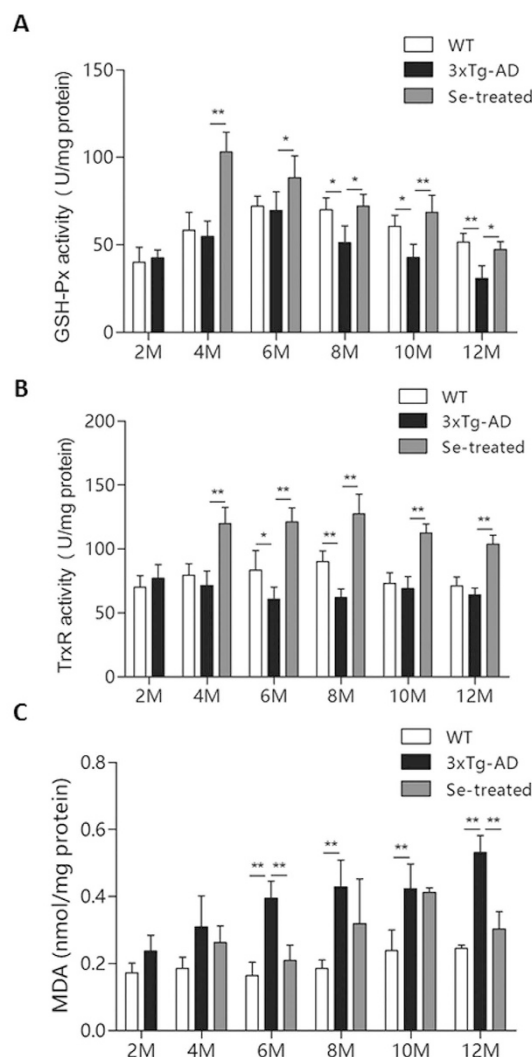 A
WT
3xTg-AD
Se-treated
GSH-Px activity ( U/mg protein)
150
100
50
0
** * * * * ** ** *
2M 4M 6M 8M 10M 12M
B
WT
3xTg-AD
Se-treated
TrxR activity ( U/mg protein)
200
150
100
50
0
** * ** ** ** ** **
2M 4M 6M 8M 10M 12M
C
WT
3xTg-AD
Se-treated
MDA (nmol/mg protein)
0.8
0.6
0.4
0.2
0.0
** ** ** ** ** **
2M 4M 6M 8M 10M 12M